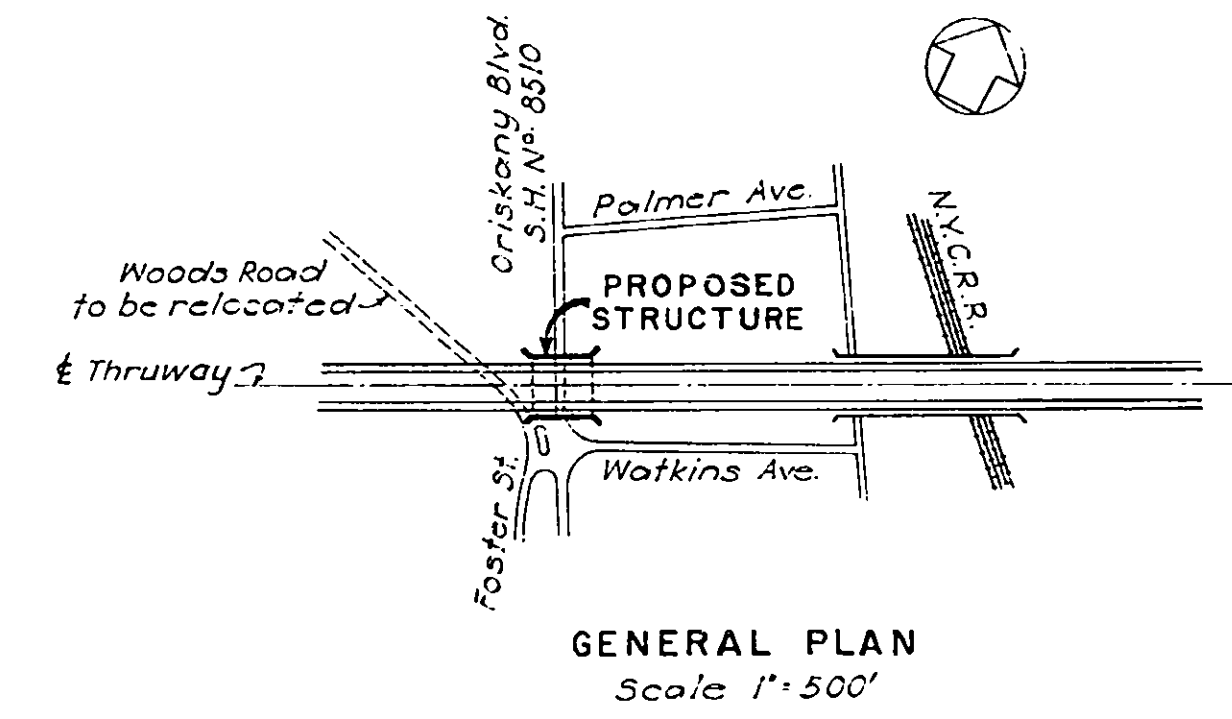 Oriskany Blvd.
S.H. Nº 8510
Palmer Ave.
N.Y.C.R.R.
Woods Road
to be relocated
PROPOSED
STRUCTURE
℄ Thruway
Watkins Ave.
Foster St.
GENERAL PLAN
Scale 1"=500'